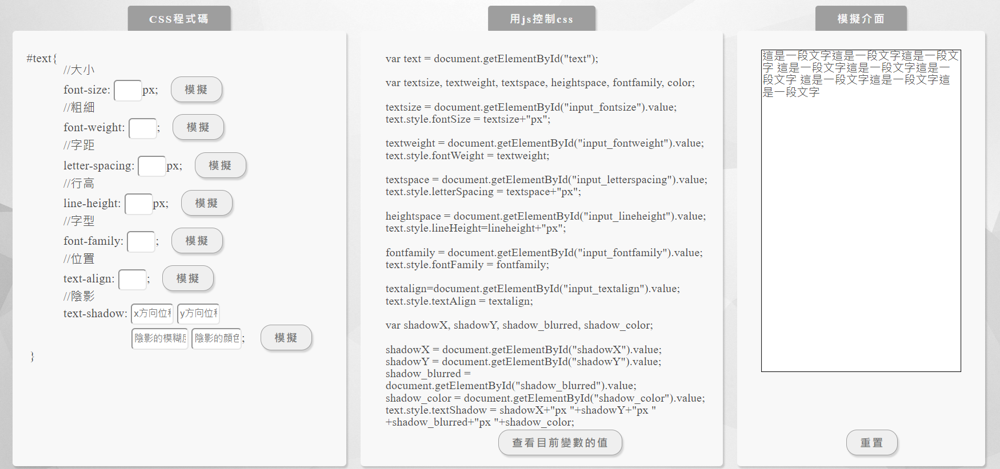 CSS程式碼
#text{
//大小
font-size: px; 模擬
//粗細
font-weight: ; 模擬
//字距
letter-spacing: px; 模擬
//行高
line-height: px; 模擬
//字型
font-family: ; 模擬
//位置
text-align: ; 模擬
//陰影
text-shadow: x方向位 y方向位
陰影的模糊 陰影的顏色 ; 模擬
}
用js控制css
var text = document.getElementById("text");
var textsize, textweight, textspace, heightspace, fontfamily, color;
textsize = document.getElementById("input_fontsize").value;
text.style.fontSize = textsize+"px";
textweight = document.getElementById("input_fontweight").value;
text.style.fontWeight = textweight;
textspace = document.getElementById("input_letterspacing").value;
text.style.letterSpacing = textspace+"px";
heightspace = document.getElementById("input_lineheight").value;
text.style.lineHeight=lineheight+"px";
fontfamily = document.getElementById("input_fontfamily").value;
text.style.fontFamily = fontfamily;
textalign=document.getElementById("input_textalign").value;
text.style.textAlign = textalign;
var shadowX, shadowY, shadow_blurred, shadow_color;
shadowX = document.getElementById("shadowX").value;
shadowY = document.getElementById("shadowY").value;
shadow_blurred =
document.getElementById("shadow_blurred").value;
shadow_color = document.getElementById("shadow_color").value;
text.style.textShadow = shadowX+"px "+shadowY+"px "
+shadow_blurred+"px "+shadow_color;
查看目前變數的值
模擬介面
這是一段文字這是一段文字這是一段文
字 這是一段文字這是一段文字這是一
段文字 這是一段文字這是一段文字這
是一段文字
重置